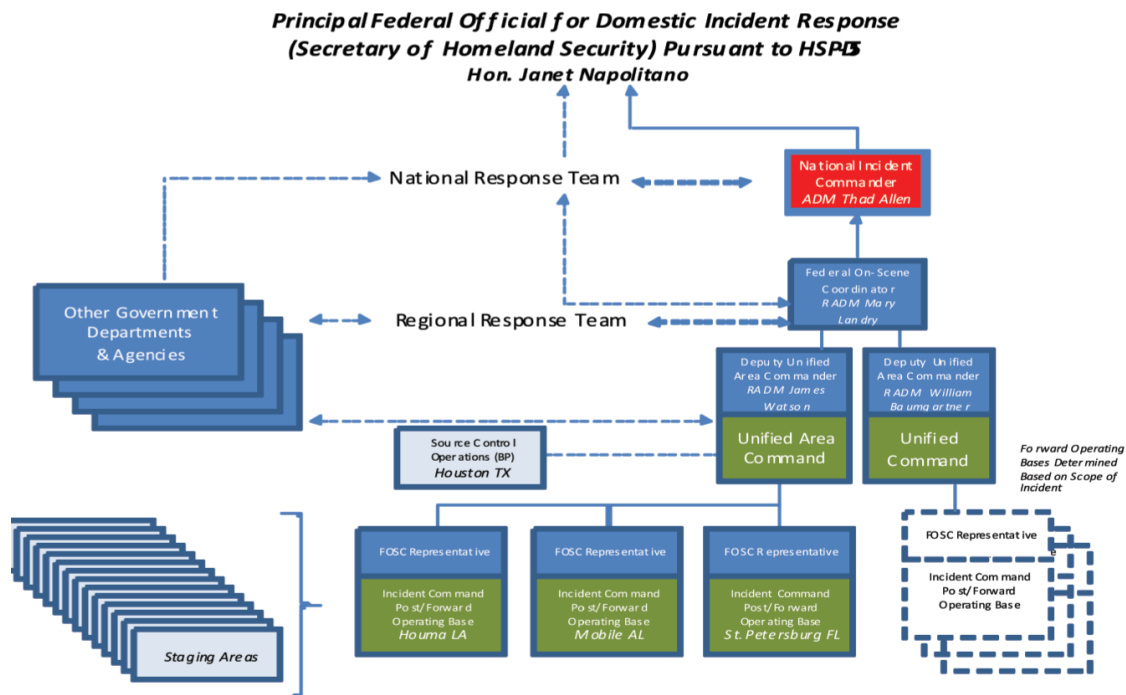 Principal Federal Official for Domestic Incident Response
(Secretary of Homeland Security) Pursuant to
Hon. Janet Napolitano
National Incident
Commander
ADM Thad Allen
National Response Team
Federal On-Scene
Coordinator
RADM Mary
Landry
Other Government
Departments
& Agencies
Regional Response Team
Deputy Unified
Area Commander
RADM James
Watson
Deputy Unified
Area Commander
RADM William
Baumgartner
Unified Area
Command
Unified
Command
Source Control
Operations (BP)
Houston TX
Forward Operating
Bases Determined
Based on Scope of
Incident
FOSC Representative
Incident Command
Post/Forward
Operating Base
Houma LA
FOSC Representative
Incident Command
Post/Forward
Operating Base
Mobile AL
FOSC Representative
Incident Command
Post/Forward
Operating Base
St. Petersburg FL
FOSC Representative
e
Incident Command
Post/Forward
Operating Base
Staging Areas